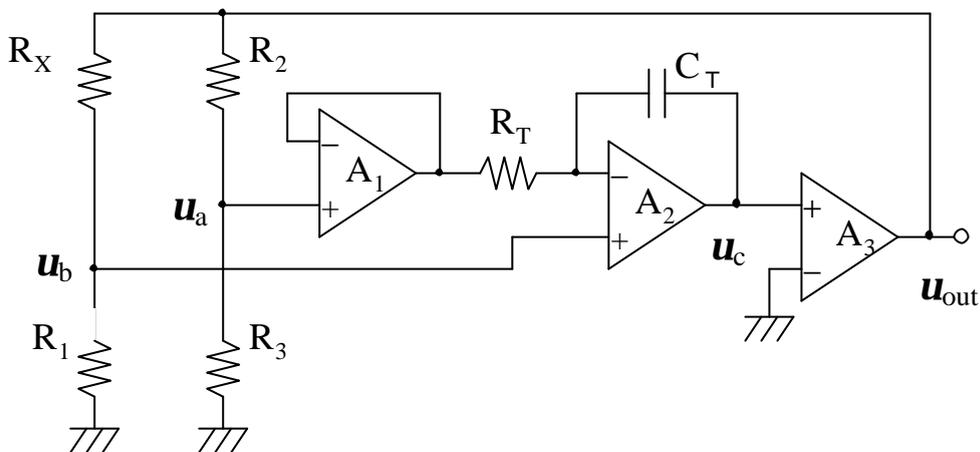 R_X
R_2
C_T
R_T
−
A_1
+
−
A_2
+
+
A_3
−
u_a
u_b
u_c
u_out
R_1
R_3